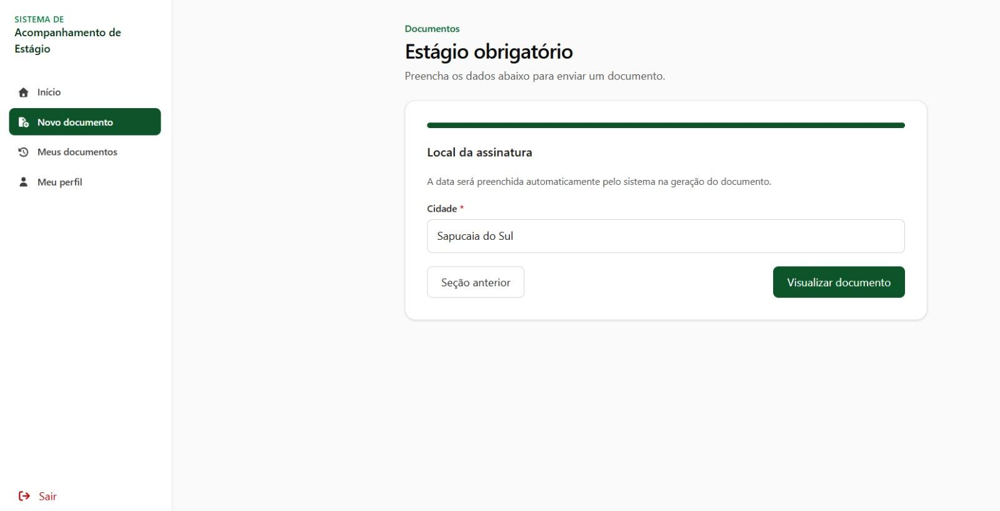 SISTEMA DE
Acompanhamento de
Estágio
Início
Novo documento
Meus documentos
Meu perfil
Sair
Documentos
Estágio obrigatório
Preencha os dados abaixo para enviar um documento.
Local da assinatura
A data será preenchida automaticamente pelo sistema na geração do documento.
Cidade *
Sapucaia do Sul
Seção anterior
Visualizar documento